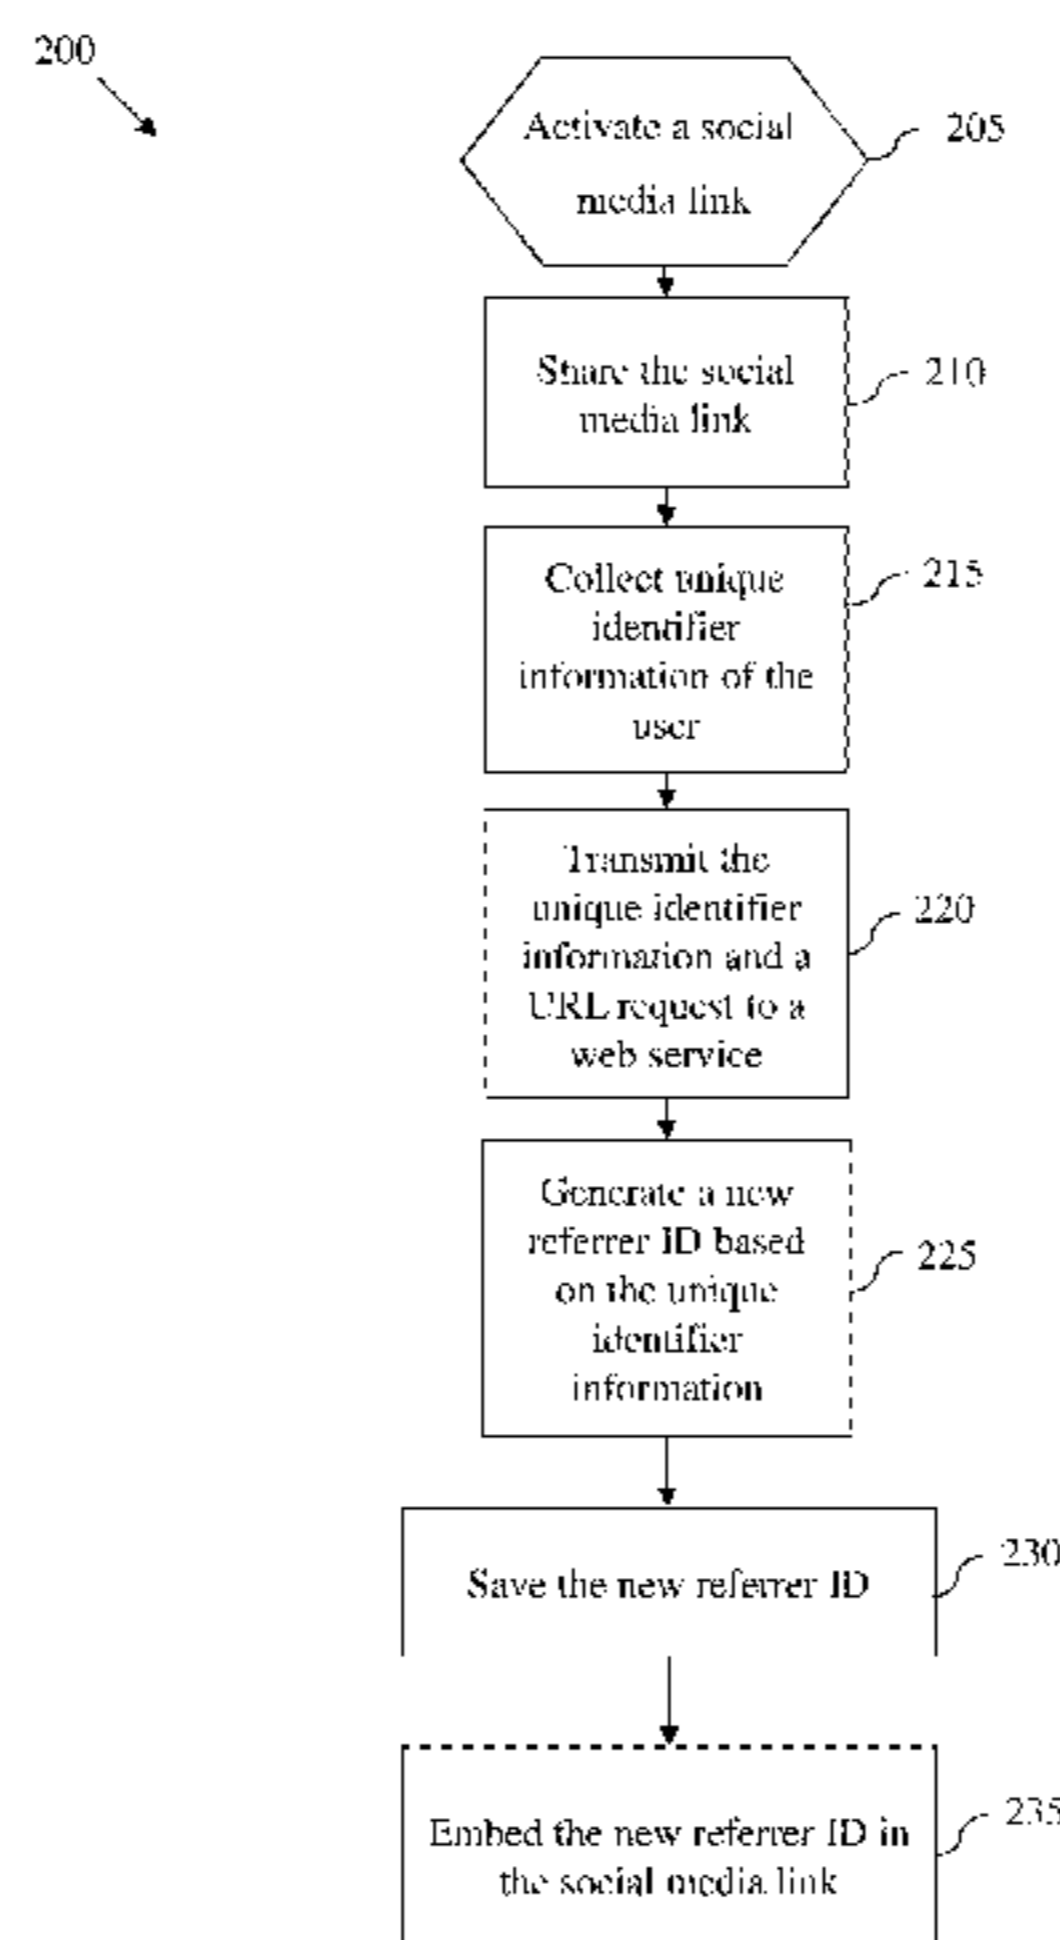 200
Activate a social
media link
205
Share the social
media link
210
Collect unique
identifier
information of the
user
215
Transmit the
unique identifier
information and a
URL request to a
web service
220
Generate a new
referrer ID based
on the unique
identifier
information
225
Save the new referrer ID
230
Embed the new referrer ID in
the social media link
235